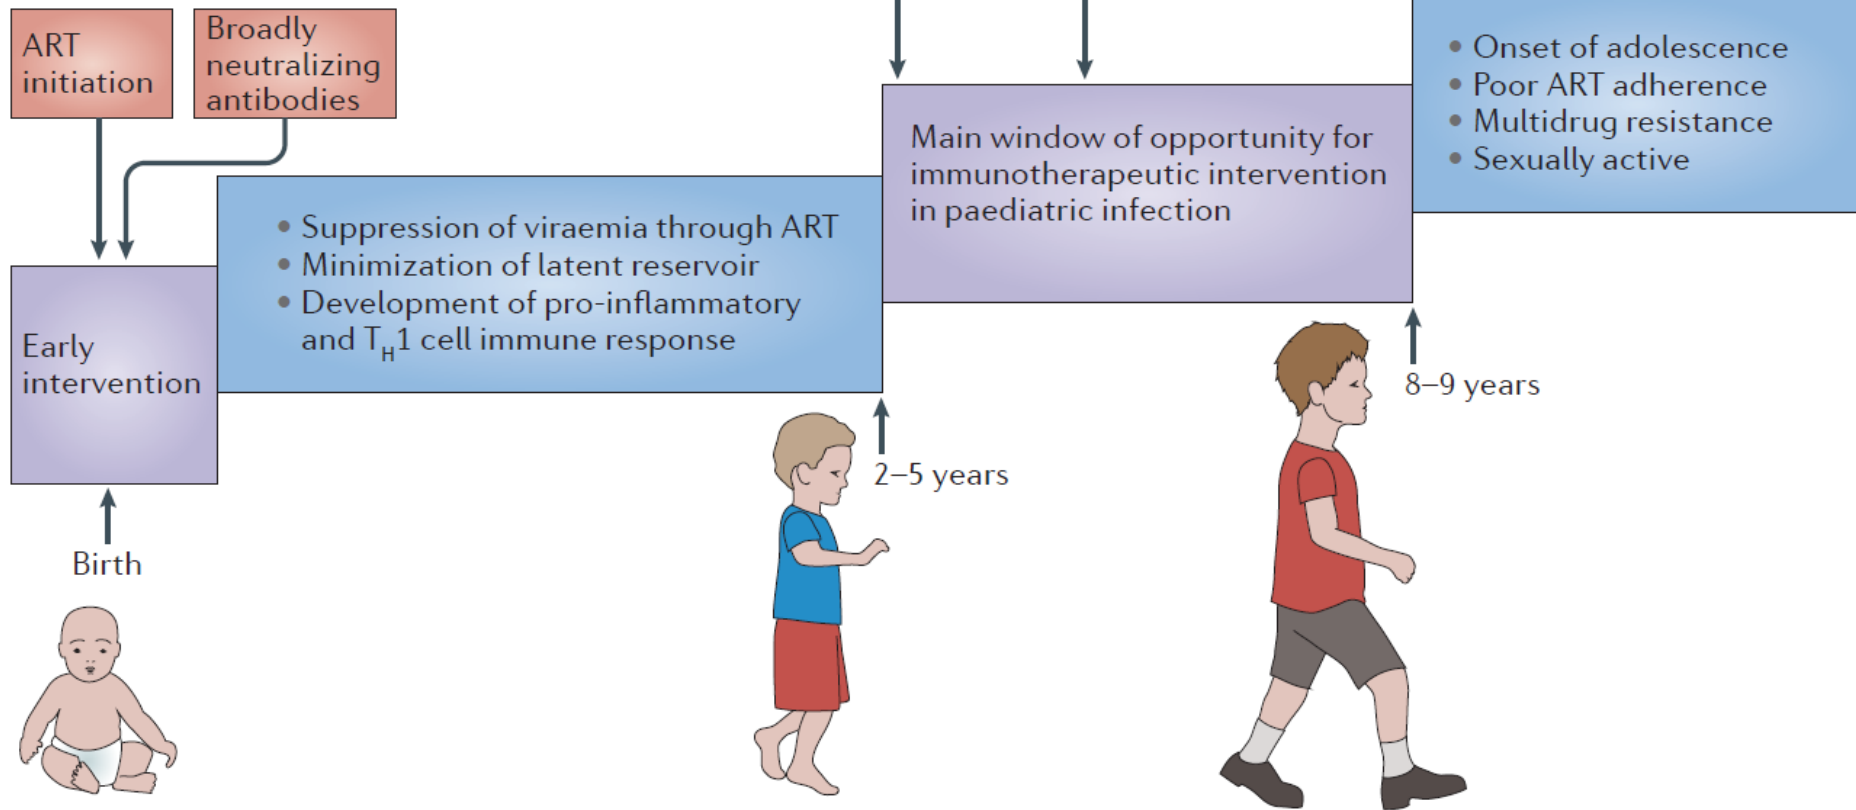 ART
initiation
Broadly
neutralizing
antibodies
Early
intervention
Birth
• Suppression of viraemia through ART
• Minimization of latent reservoir
• Development of pro-inflammatory
and TH1 cell immune response
2–5 years
Main window of opportunity for
immunotherapeutic intervention
in paediatric infection
8–9 years
• Onset of adolescence
• Poor ART adherence
• Multidrug resistance
• Sexually active